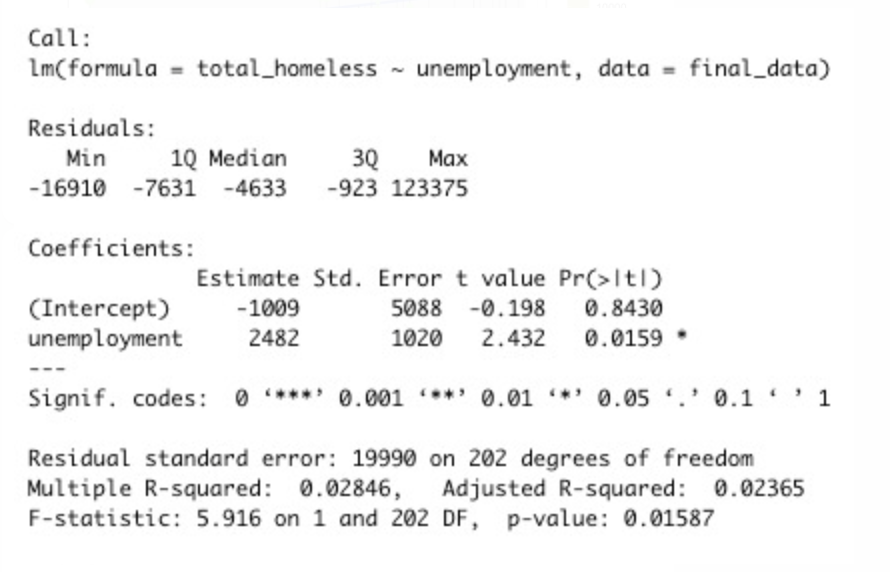 Call:
lm(formula = total_homeless ~ unemployment, data = final_data)
Residuals:
   Min     1Q Median     3Q    Max
-16910  -7631  -4633   -923 123375
Coefficients:
             Estimate Std. Error t value Pr(>|t|)
(Intercept)     -1009       5088  -0.198   0.8430
unemployment     2482       1020   2.432   0.0159 *
---
Signif. codes:  0 ‘***’ 0.001 ‘**’ 0.01 ‘*’ 0.05 ‘.’ 0.1 ‘ ’ 1
Residual standard error: 19990 on 202 degrees of freedom
Multiple R-squared:  0.02846,   Adjusted R-squared:  0.02365
F-statistic: 5.916 on 1 and 202 DF,  p-value: 0.01587